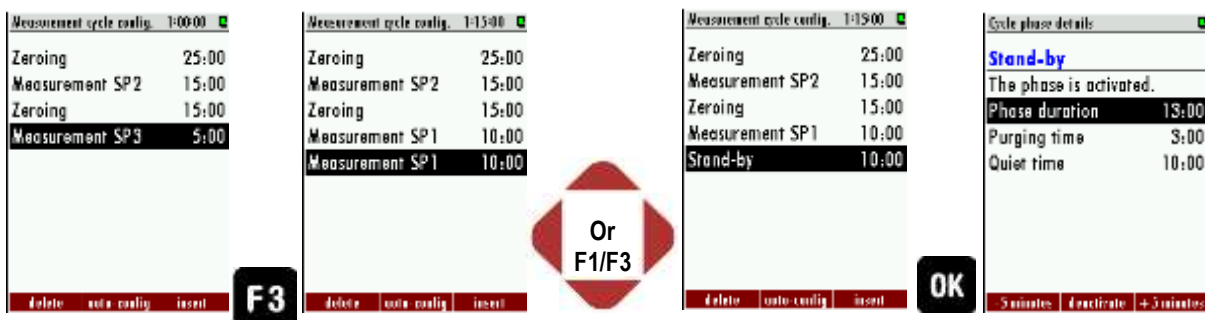 Measurement cycle config. 1:00:00
Zeroing 25:00
Measurement SP2 15:00
Zeroing 15:00
Measurement SP3 5:00
delete auto-config insert
F3
Measurement cycle config. 1:15:00
Zeroing 25:00
Measurement SP2 15:00
Zeroing 15:00
Measurement SP1 10:00
Measurement SP1 10:00
delete auto-config insert
Or
F1/F3
Measurement cycle config. 1:15:00
Zeroing 25:00
Measurement SP2 15:00
Zeroing 15:00
Measurement SP1 10:00
Stand-by 10:00
delete auto-config insert
OK
Cycle phase details
Stand-by
The phase is activated.
Phase duration 13:00
Purging time 3:00
Quiet time 10:00
-5 minutes deactivate +5 minutes